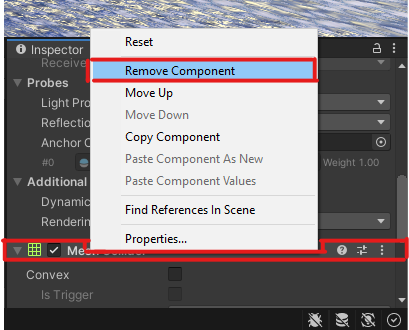 Inspector
Reset
Receive
Remove Component
Probes
Move Up
Light Pro
Move Down
Reflectio
Copy Component
Anchor O
Paste Component As New
#0
Weight 1.00
Additional
Paste Component Values
Dynamic
Find References In Scene
Rendering
Properties...
Mesh Collider
Convex
Is Trigger